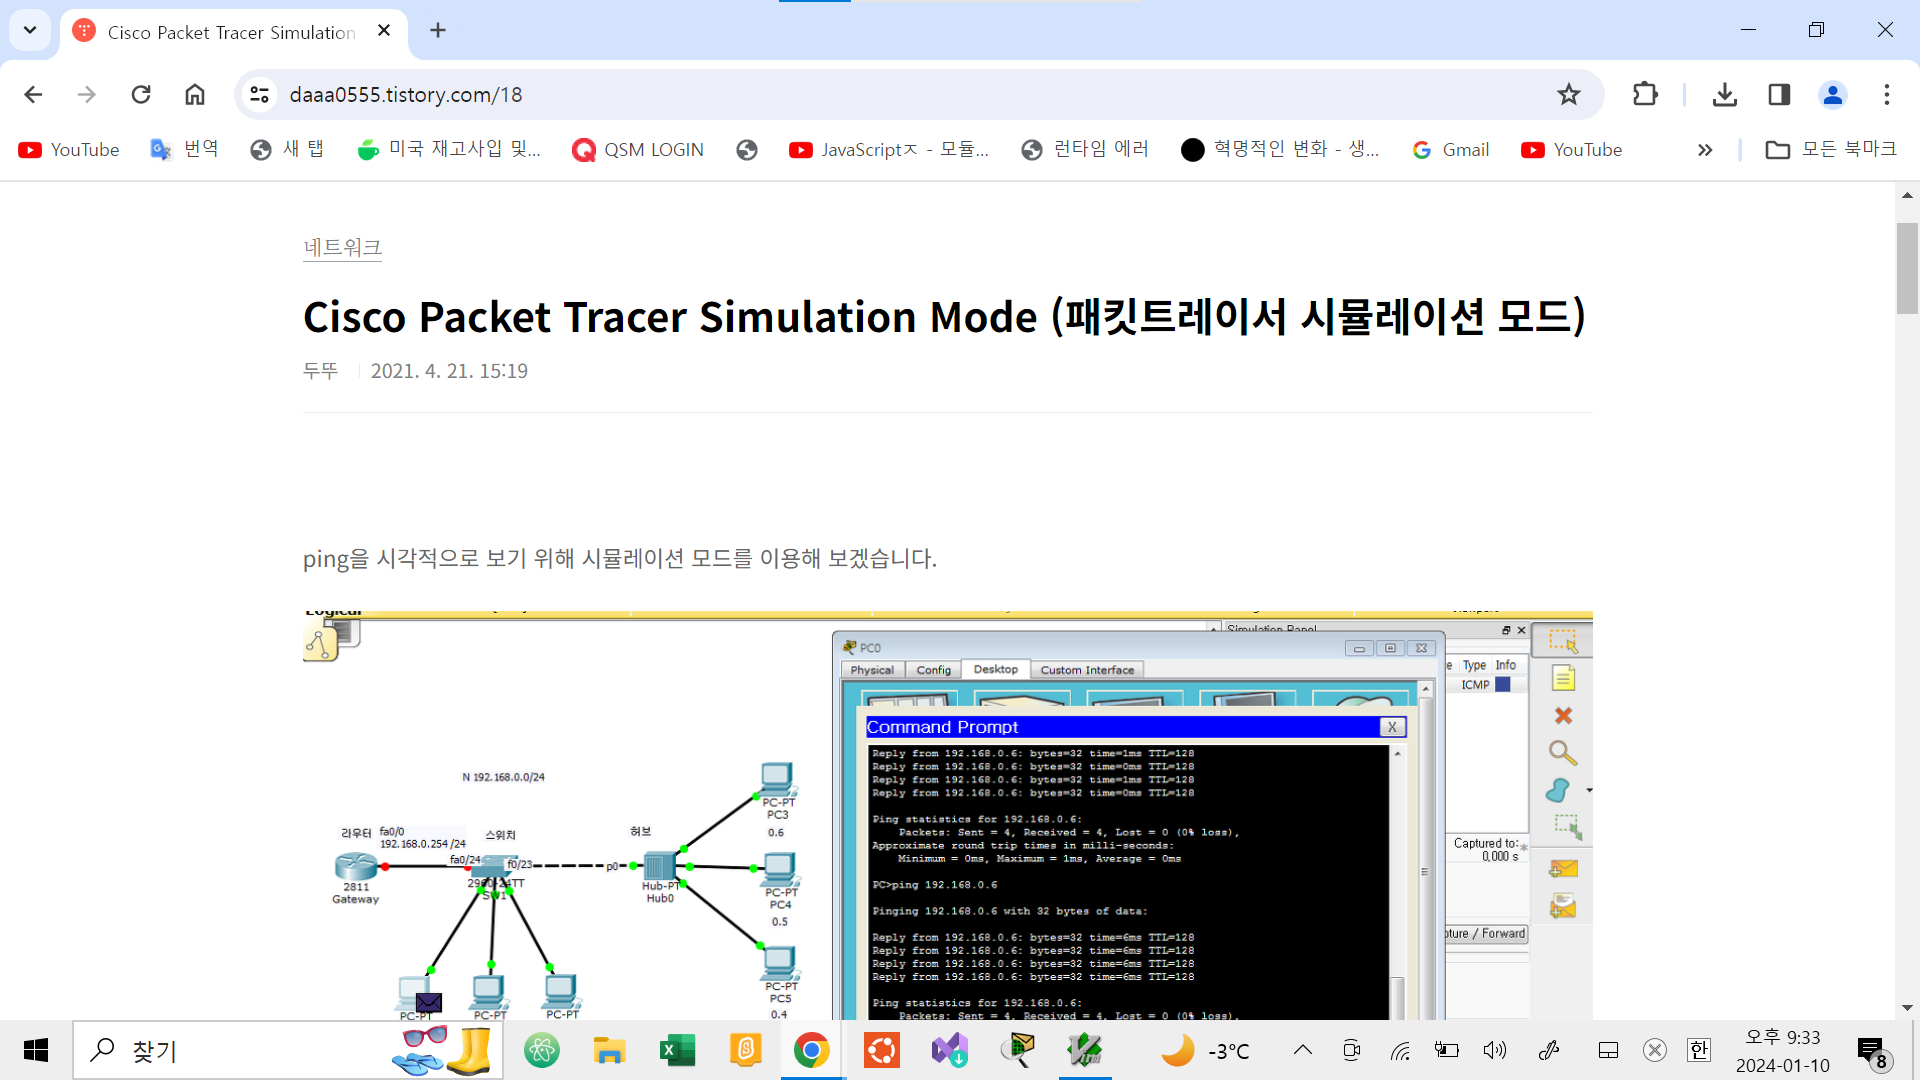 Cisco Packet Tracer Simulation
daaa0555.tistory.com/18
YouTube
번역
새 탭
미국 재고사입 및...
QSM LOGIN
JavaScriptㅈ - 모듈...
런타임 에러
혁명적인 변화 - 생...
Gmail
YouTube
모든 북마크
네트워크
Cisco Packet Tracer Simulation Mode (패킷트레이서 시뮬레이션 모드)
두뚜 2021. 4. 21. 15:19
ping을 시각적으로 보기 위해 시뮬레이션 모드를 이용해 보겠습니다.
Logical
N 192.168.0.0/24
라우터
fa0/0
192.168.0.254 /24
스위치
허브
fa0/24
f0/23
p0
2811
Gateway
2960-24TT
SW1
Hub-PT
Hub0
PC-PT
PC3
0.6
PC-PT
PC4
0.5
PC-PT
PC5
0.4
PC-PT
PC-PT
PC-PT
PC0
Physical
Config
Desktop
Custom Interface
Command Prompt
X
Reply from 192.168.0.6: bytes=32 time=1ms TTL=128
Reply from 192.168.0.6: bytes=32 time=0ms TTL=128
Reply from 192.168.0.6: bytes=32 time=1ms TTL=128
Reply from 192.168.0.6: bytes=32 time=0ms TTL=128
Ping statistics for 192.168.0.6:
Packets: Sent = 4, Received = 4, Lost = 0 (0% loss),
Approximate round trip times in milli-seconds:
Minimum = 0ms, Maximum = 1ms, Average = 0ms
PC>ping 192.168.0.6
Pinging 192.168.0.6 with 32 bytes of data:
Reply from 192.168.0.6: bytes=32 time=6ms TTL=128
Reply from 192.168.0.6: bytes=32 time=6ms TTL=128
Reply from 192.168.0.6: bytes=32 time=6ms TTL=128
Reply from 192.168.0.6: bytes=32 time=6ms TTL=128
Ping statistics for 192.168.0.6:
Packets: Sent = 4, Received = 4, Lost = 0 (0% loss),
Simulation Panel
Type Info
ICMP
Captured to:
0.000 s
pture / Forward
찾기
-3°C
한
오후 9:33
2024-01-10
8